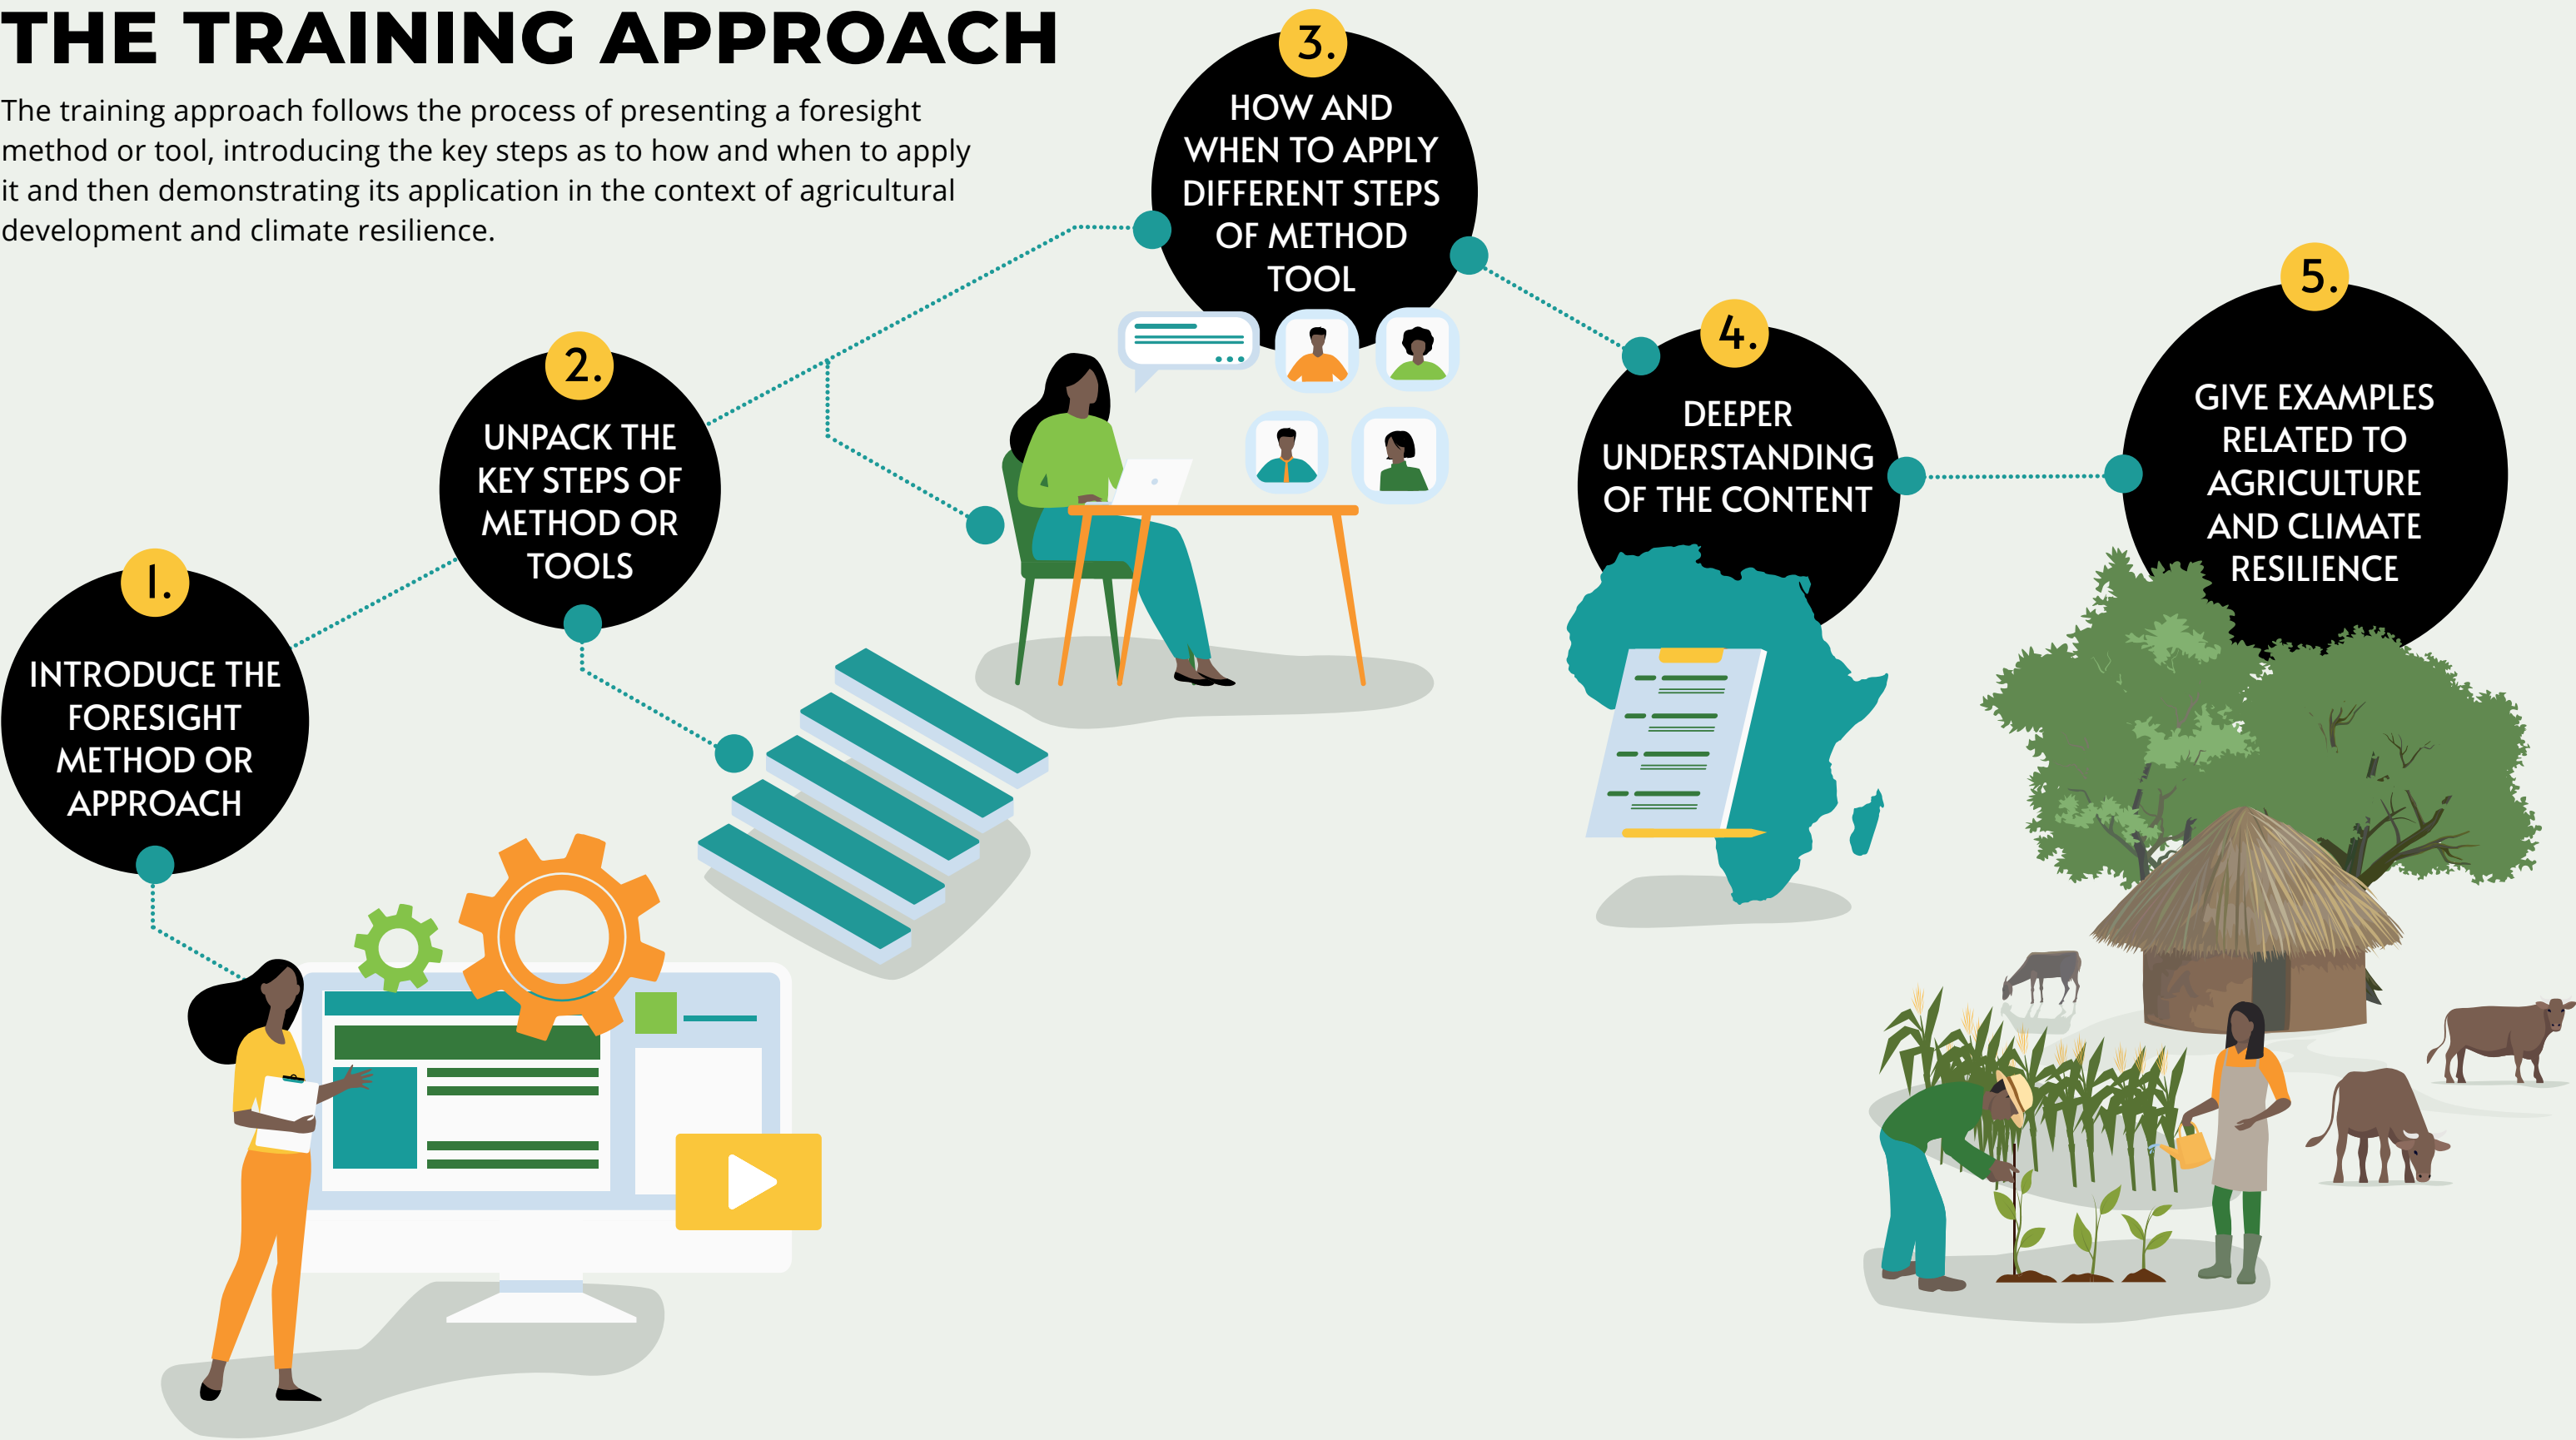 THE TRAINING APPROACH
The training approach follows the process of presenting a foresight
method or tool, introducing the key steps as to how and when to apply
it and then demonstrating its application in the context of agricultural
development and climate resilience.
1.
INTRODUCE THE
FORESIGHT
METHOD OR
APPROACH
2.
UNPACK THE
KEY STEPS OF
METHOD OR
TOOLS
3.
HOW AND
WHEN TO APPLY
DIFFERENT STEPS
OF METHOD
TOOL
4.
DEEPER
UNDERSTANDING
OF THE CONTENT
5.
GIVE EXAMPLES
RELATED TO
AGRICULTURE
AND CLIMATE
RESILIENCE